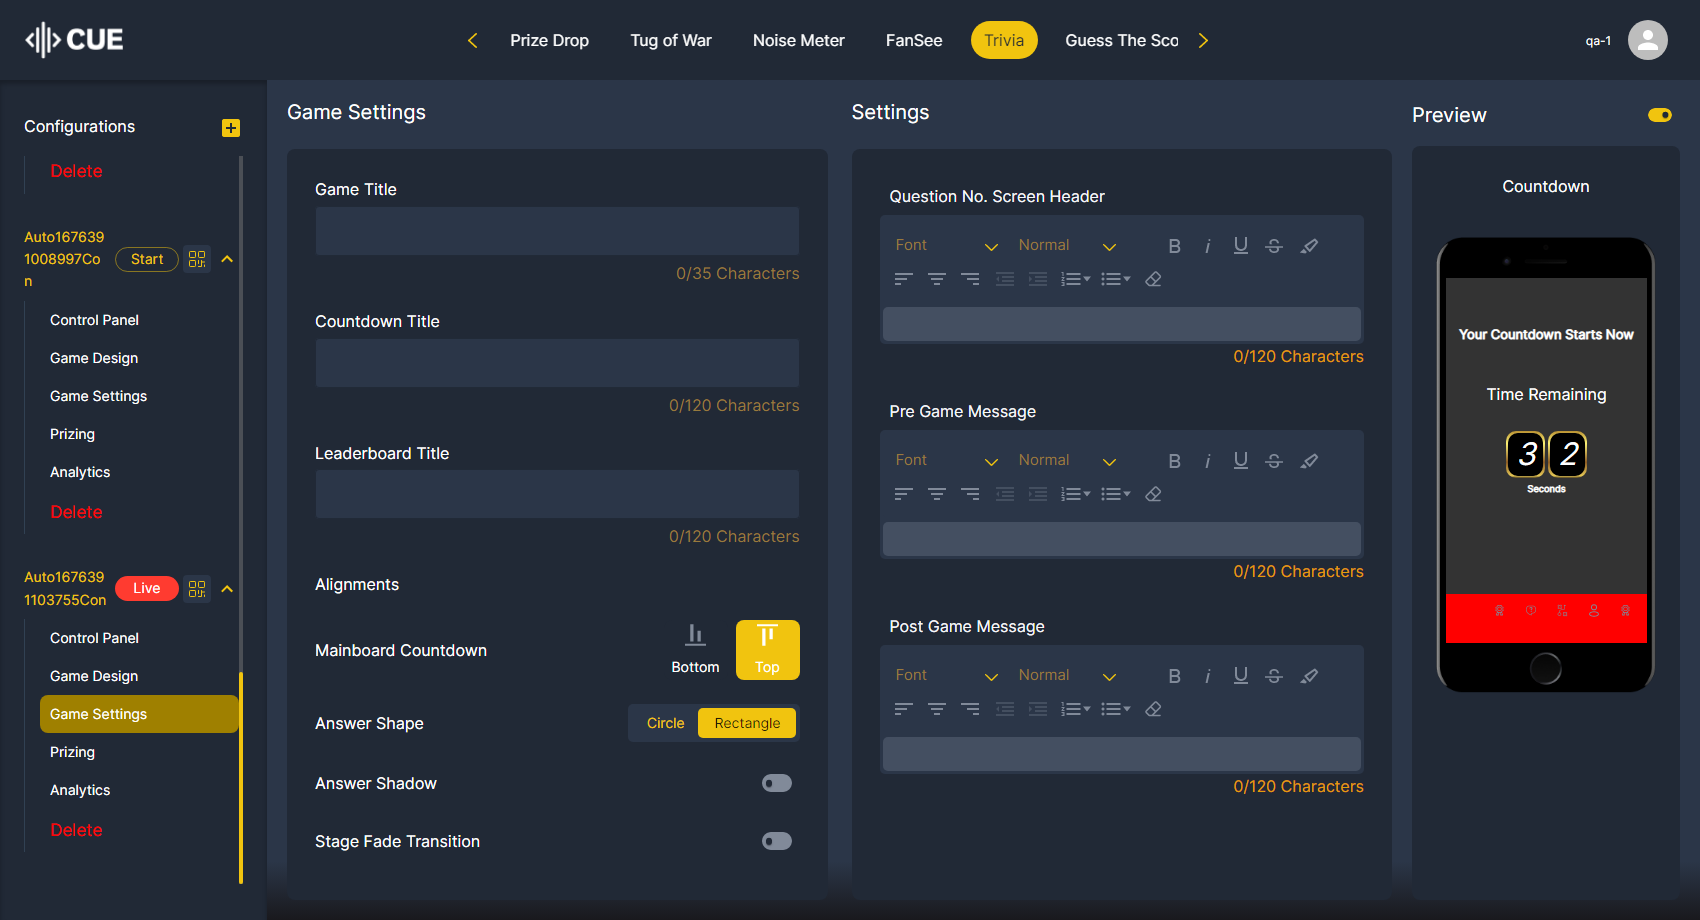 CUE
Prize Drop
Tug of War
Noise Meter
FanSee
Trivia
Guess The Sco
qa-1
Configurations
Delete
Auto167639
1008997Co
n
Start
Control Panel
Game Design
Game Settings
Prizing
Analytics
Delete
Auto167639
1103755Con
Live
Control Panel
Game Design
Game Settings
Prizing
Analytics
Delete
Game Settings
Game Title
0/35 Characters
Countdown Title
0/120 Characters
Leaderboard Title
0/120 Characters
Alignments
Mainboard Countdown
Bottom
Top
Answer Shape
Circle
Rectangle
Answer Shadow
Stage Fade Transition
Settings
Question No. Screen Header
Font
Normal
B i U S
0/120 Characters
Pre Game Message
Font
Normal
B i U S
0/120 Characters
Post Game Message
Font
Normal
B i U S
0/120 Characters
Preview
Countdown
Your Countdown Starts Now
Time Remaining
3 2
Seconds